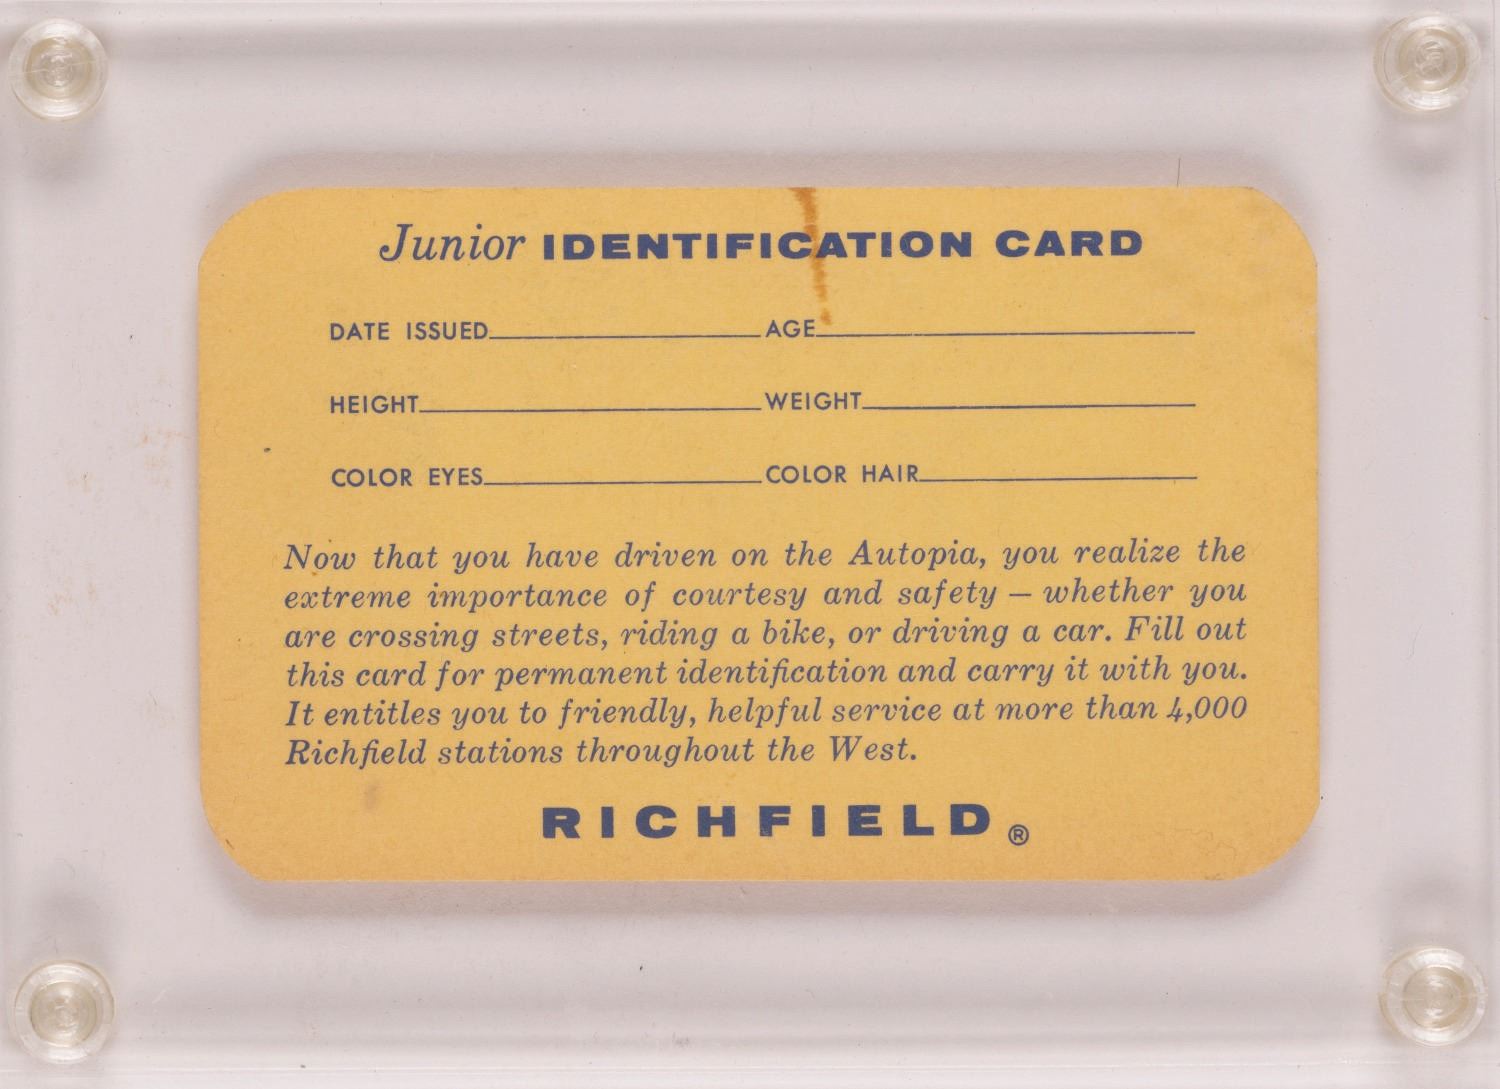 Junior IDENTIFICATION CARD
DATE ISSUED AGE
HEIGHT WEIGHT
COLOR EYES COLOR HAIR
Now that you have driven on the Autopia, you realize the
extreme importance of courtesy and safety – whether you
are crossing streets, riding a bike, or driving a car. Fill out
this card for permanent identification and carry it with you.
It entitles you to friendly, helpful service at more than 4,000
Richfield stations throughout the West.
RICHFIELD®